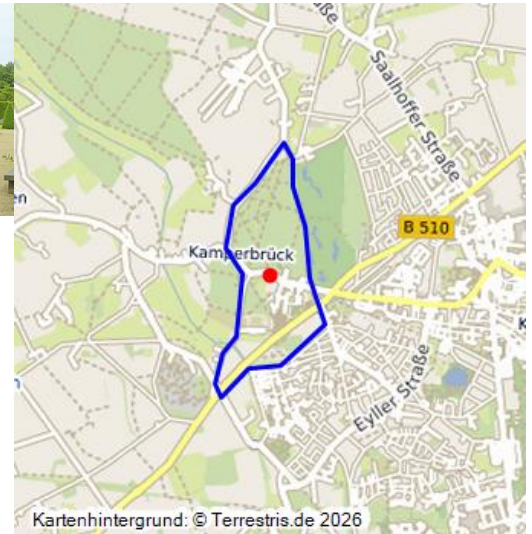 Saalhoffer Straße
B 510
Kamperbrück
Eyller Straße
Kartenhintergrund: © Terrestris.de 2026